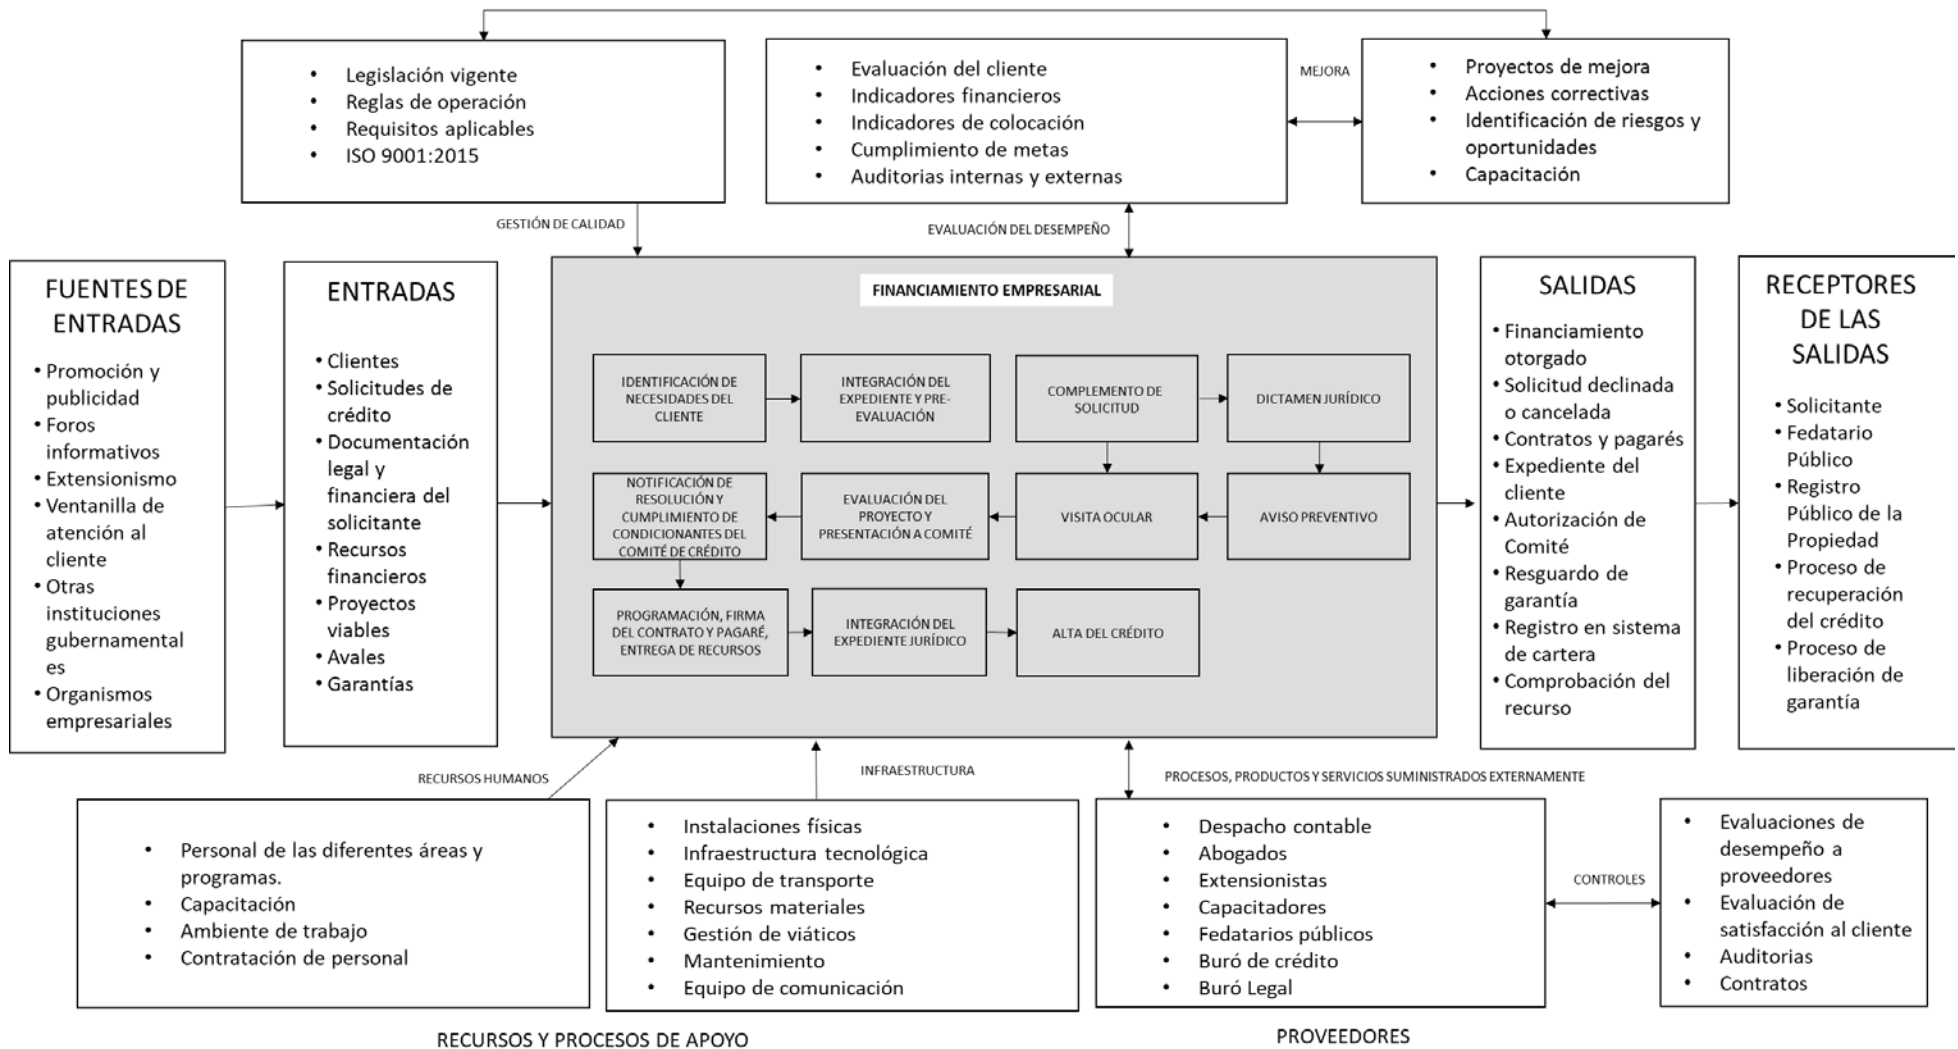 • Legislación vigente
• Reglas de operación
• Requisitos aplicables
• ISO 9001:2015
• Evaluación del cliente
• Indicadores financieros
• Indicadores de colocación
• Cumplimiento de metas
• Auditorias internas y externas
MEJORA
• Proyectos de mejora
• Acciones correctivas
• Identificación de riesgos y
oportunidades
• Capacitación
GESTIÓN DE CALIDAD
EVALUACIÓN DEL DESEMPEÑO
FUENTES DE
ENTRADAS
• Promoción y
publicidad
• Foros
informativos
• Extensionismo
• Ventanilla de
atención al
cliente
• Otras
instituciones
gubernamental
es
• Organismos
empresariales
ENTRADAS
• Clientes
• Solicitudes de
crédito
• Documentación
legal y
financiera del
solicitante
• Recursos
financieros
• Proyectos
viables
• Avales
• Garantías
FINANCIAMIENTO EMPRESARIAL
IDENTIFICACIÓN DE
NECESIDADES DEL
CLIENTE
INTEGRACIÓN DEL
EXPEDIENTE Y PRE-
EVALUACIÓN
COMPLEMENTO DE
SOLICITUD
DICTAMEN JURÍDICO
NOTIFICACIÓN DE
RESOLUCIÓN Y
CUMPLIMIENTO DE
CONDICIONANTES DEL
COMITÉ DE CRÉDITO
EVALUACIÓN DEL
PROYECTO Y
PRESENTACIÓN A COMITÉ
VISITA OCULAR
AVISO PREVENTIVO
PROGRAMACIÓN, FIRMA
DEL CONTRATO Y PAGARÉ,
ENTREGA DE RECURSOS
INTEGRACIÓN DEL
EXPEDIENTE JURÍDICO
ALTA DEL CRÉDITO
SALIDAS
• Financiamiento
otorgado
• Solicitud declinada
o cancelada
• Contratos y pagarés
• Expediente del
cliente
• Autorización de
Comité
• Resguardo de
garantía
• Registro en sistema
de cartera
• Comprobación del
recurso
RECEPTORES
DE LAS
SALIDAS
• Solicitante
• Fedatario
Público
• Registro
Público de la
Propiedad
• Proceso de
recuperación
del crédito
• Proceso de
liberación de
garantía
RECURSOS HUMANOS
INFRAESTRUCTURA
PROCESOS, PRODUCTOS Y SERVICIOS SUMINISTRADOS EXTERNAMENTE
• Personal de las diferentes áreas y
programas.
• Capacitación
• Ambiente de trabajo
• Contratación de personal
• Instalaciones físicas
• Infraestructura tecnológica
• Equipo de transporte
• Recursos materiales
• Gestión de viáticos
• Mantenimiento
• Equipo de comunicación
• Despacho contable
• Abogados
• Extensionistas
• Capacitadores
• Fedatarios públicos
• Buró de crédito
• Buró Legal
CONTROLES
• Evaluaciones de
desempeño a
proveedores
• Evaluación de
satisfacción al cliente
• Auditorias
• Contratos
RECURSOS Y PROCESOS DE APOYO
PROVEEDORES